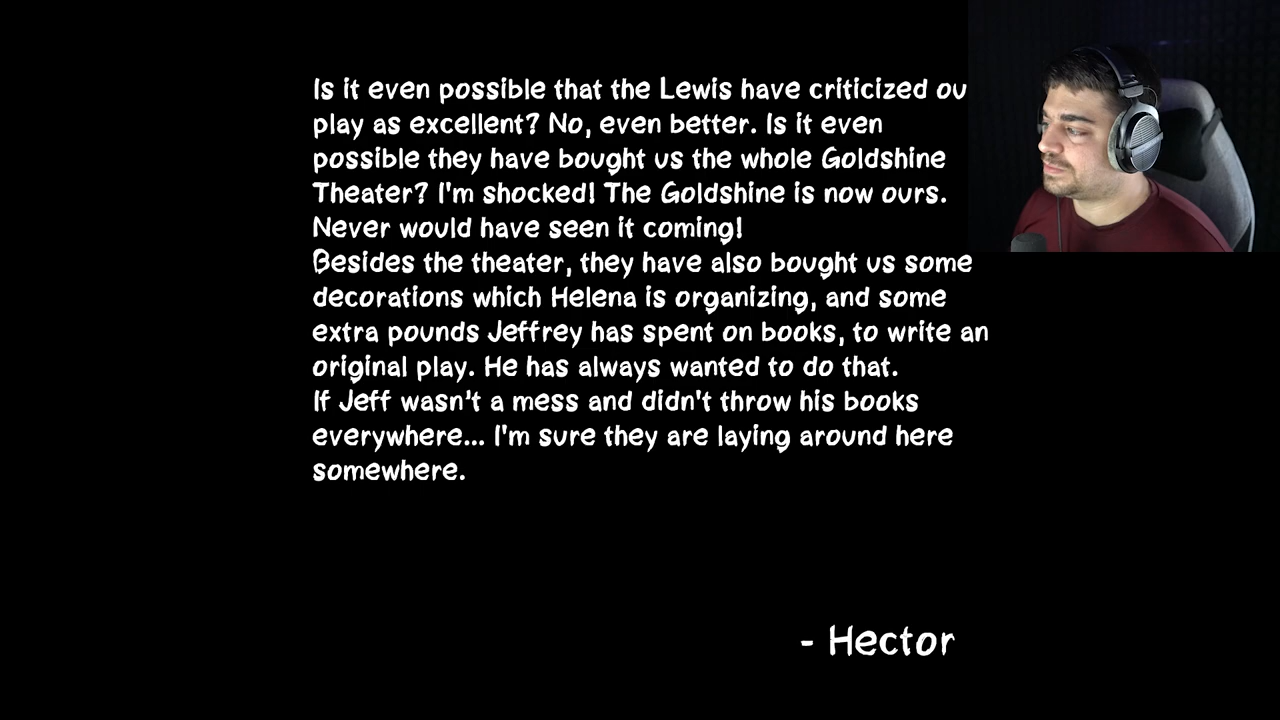 Is it even possible that the Lewis have criticized ou
play as excellent? No, even better. Is it even
possible they have bought us the whole Goldshine
Theater? I'm shocked! The Goldshine is now ours.
Never would have seen it coming!
Besides the theater, they have also bought us some
decorations which Helena is organizing, and some
extra pounds Jeffrey has spent on books, to write an
original play. He has always wanted to do that.
If Jeff wasn't a mess and didn't throw his books
everywhere... I'm sure they are laying around here
somewhere.
- Hector